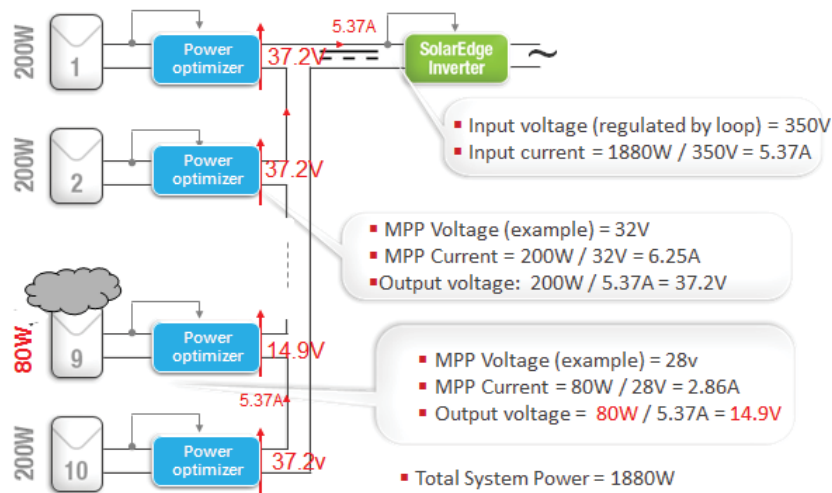 200W
1
Power
optimizer
37.2V
5.37A
SolarEdge
Inverter
~
▪ Input voltage (regulated by loop) = 350V
▪ Input current = 1880W / 350V = 5.37A
200W
2
Power
optimizer
37.2V
▪ MPP Voltage (example) = 32V
▪ MPP Current = 200W / 32V = 6.25A
▪Output voltage: 200W / 5.37A = 37.2V
80W
9
Power
optimizer
14.9V
5.37A
▪ MPP Voltage (example) = 28v
▪ MPP Current = 80W / 28V = 2.86A
▪ Output voltage = 80W / 5.37A = 14.9V
200W
10
Power
optimizer
37.2v
▪ Total System Power = 1880W